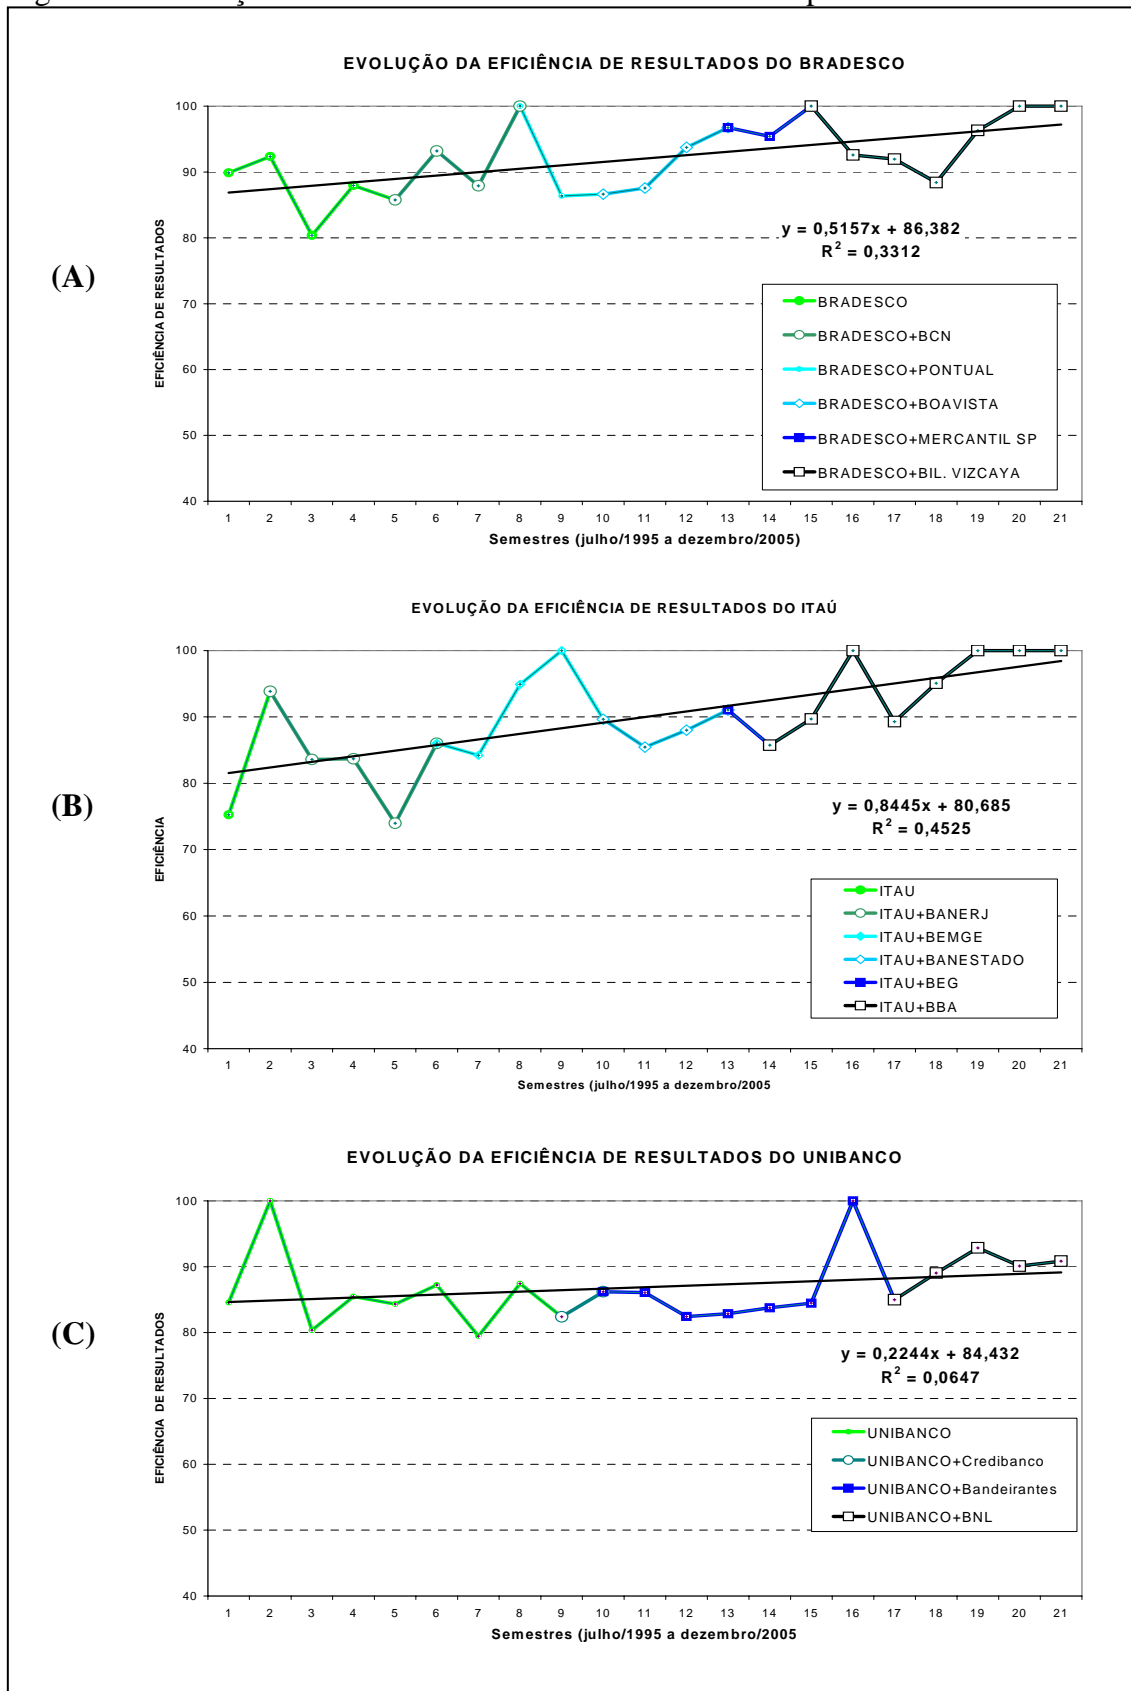 EVOLUÇÃO DA EFICIÊNCIA DE RESULTADOS DO BRADESCO
(A)
EFICIÊNCIA DE RESULTADOS
100
90
80
70
60
50
40
y = 0,5157x + 86,382
R² = 0,3312
BRADESCO
BRADESCO+BCN
BRADESCO+PONTUAL
BRADESCO+BOAVISTA
BRADESCO+MERCANTIL SP
BRADESCO+BIL. VIZCAYA
1 2 3 4 5 6 7 8 9 10 11 12 13 14 15 16 17 18 19 20 21
Semestres (julho/1995 a dezembro/2005)
EVOLUÇÃO DA EFICIÊNCIA DE RESULTADOS DO ITAÚ
(B)
EFICIÊNCIA
100
90
80
70
60
50
40
y = 0,8445x + 80,685
R² = 0,4525
ITAU
ITAU+BANERJ
ITAU+BEMGE
ITAU+BANESTADO
ITAU+BEG
ITAU+BBA
1 2 3 4 5 6 7 8 9 10 11 12 13 14 15 16 17 18 19 20 21
Semestres (julho/1995 a dezembro/2005
EVOLUÇÃO DA EFICIÊNCIA DE RESULTADOS DO UNIBANCO
(C)
EFICIÊNCIA DE RESULTADOS
100
90
80
70
60
50
40
y = 0,2244x + 84,432
R² = 0,0647
UNIBANCO
UNIBANCO+Credibanco
UNIBANCO+Bandeirantes
UNIBANCO+BNL
1 2 3 4 5 6 7 8 9 10 11 12 13 14 15 16 17 18 19 20 21
Semestres (julho/1995 a dezembro/2005